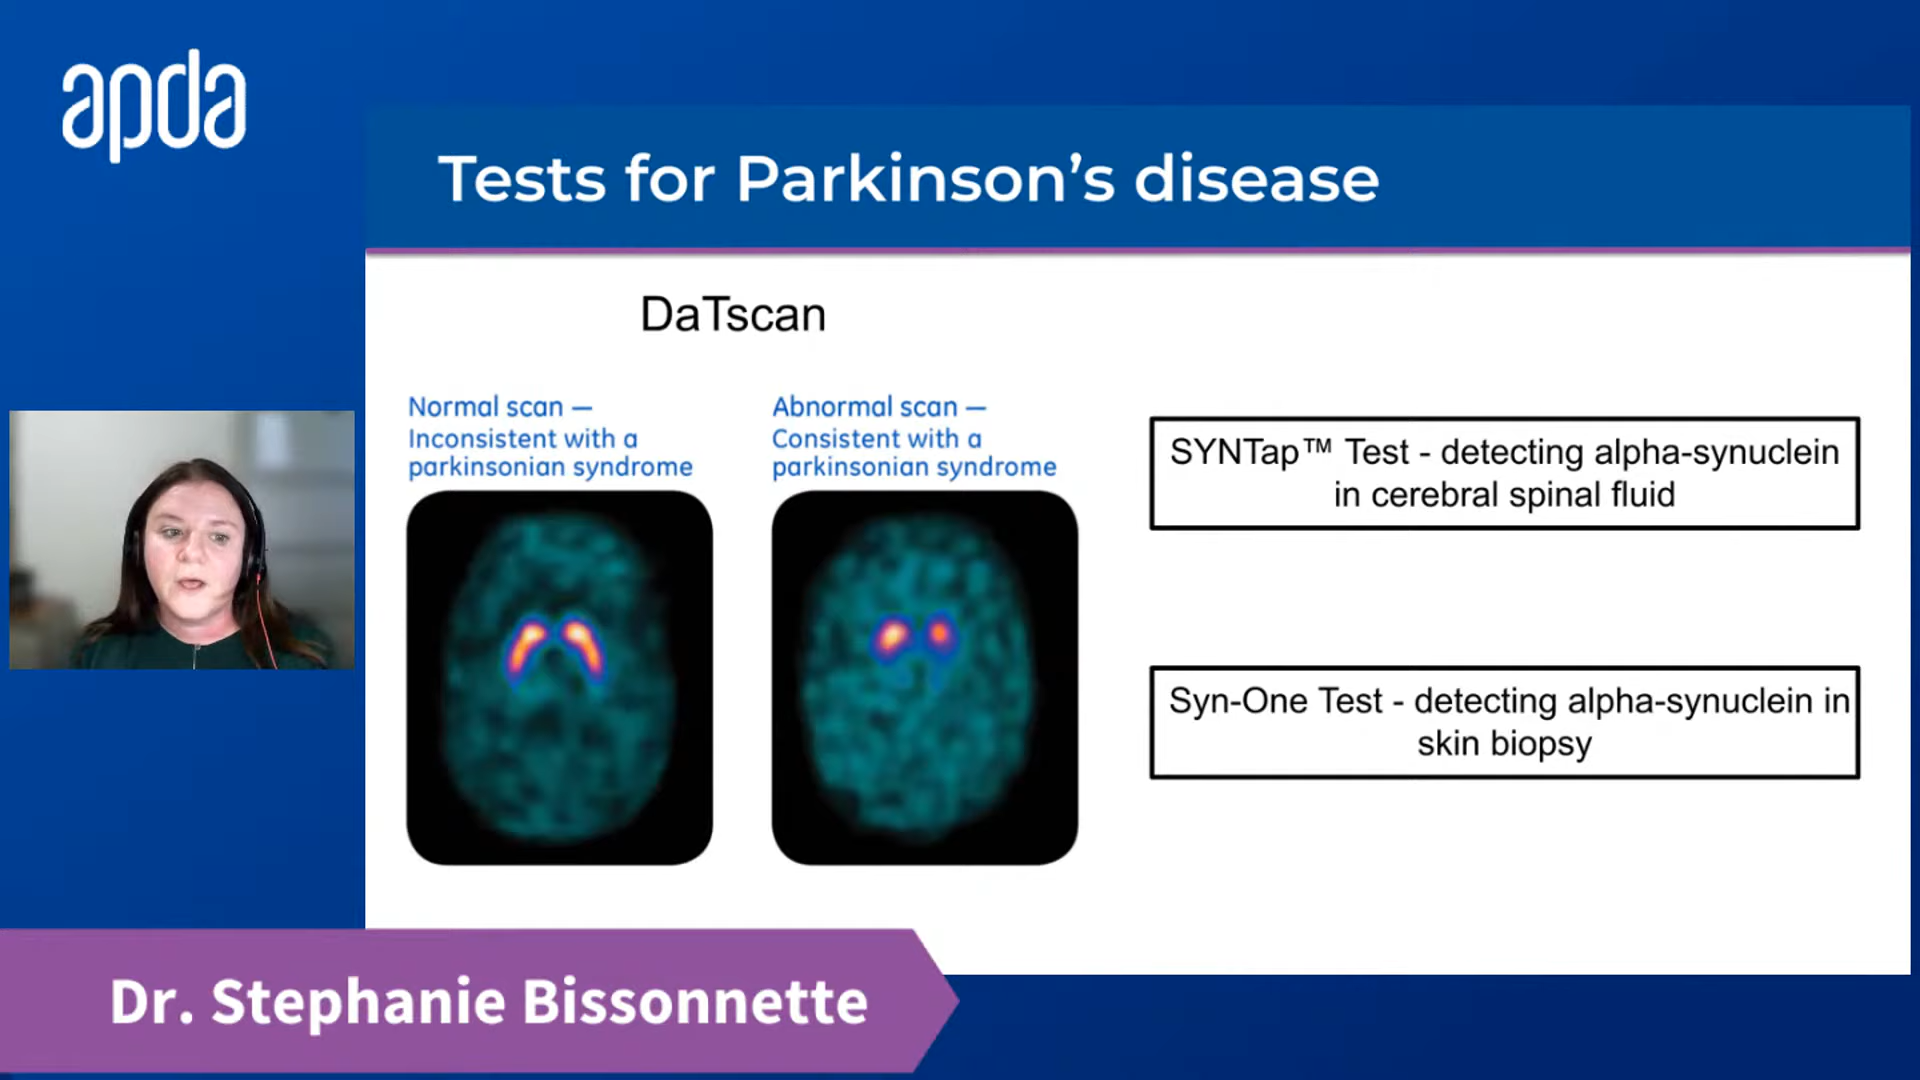 apda
Tests for Parkinson’s disease
DaTscan
Normal scan —
Inconsistent with a
parkinsonian syndrome
Abnormal scan —
Consistent with a
parkinsonian syndrome
SYNTap™ Test - detecting alpha-synuclein
in cerebral spinal fluid
Syn-One Test - detecting alpha-synuclein in
skin biopsy
Dr. Stephanie Bissonnette